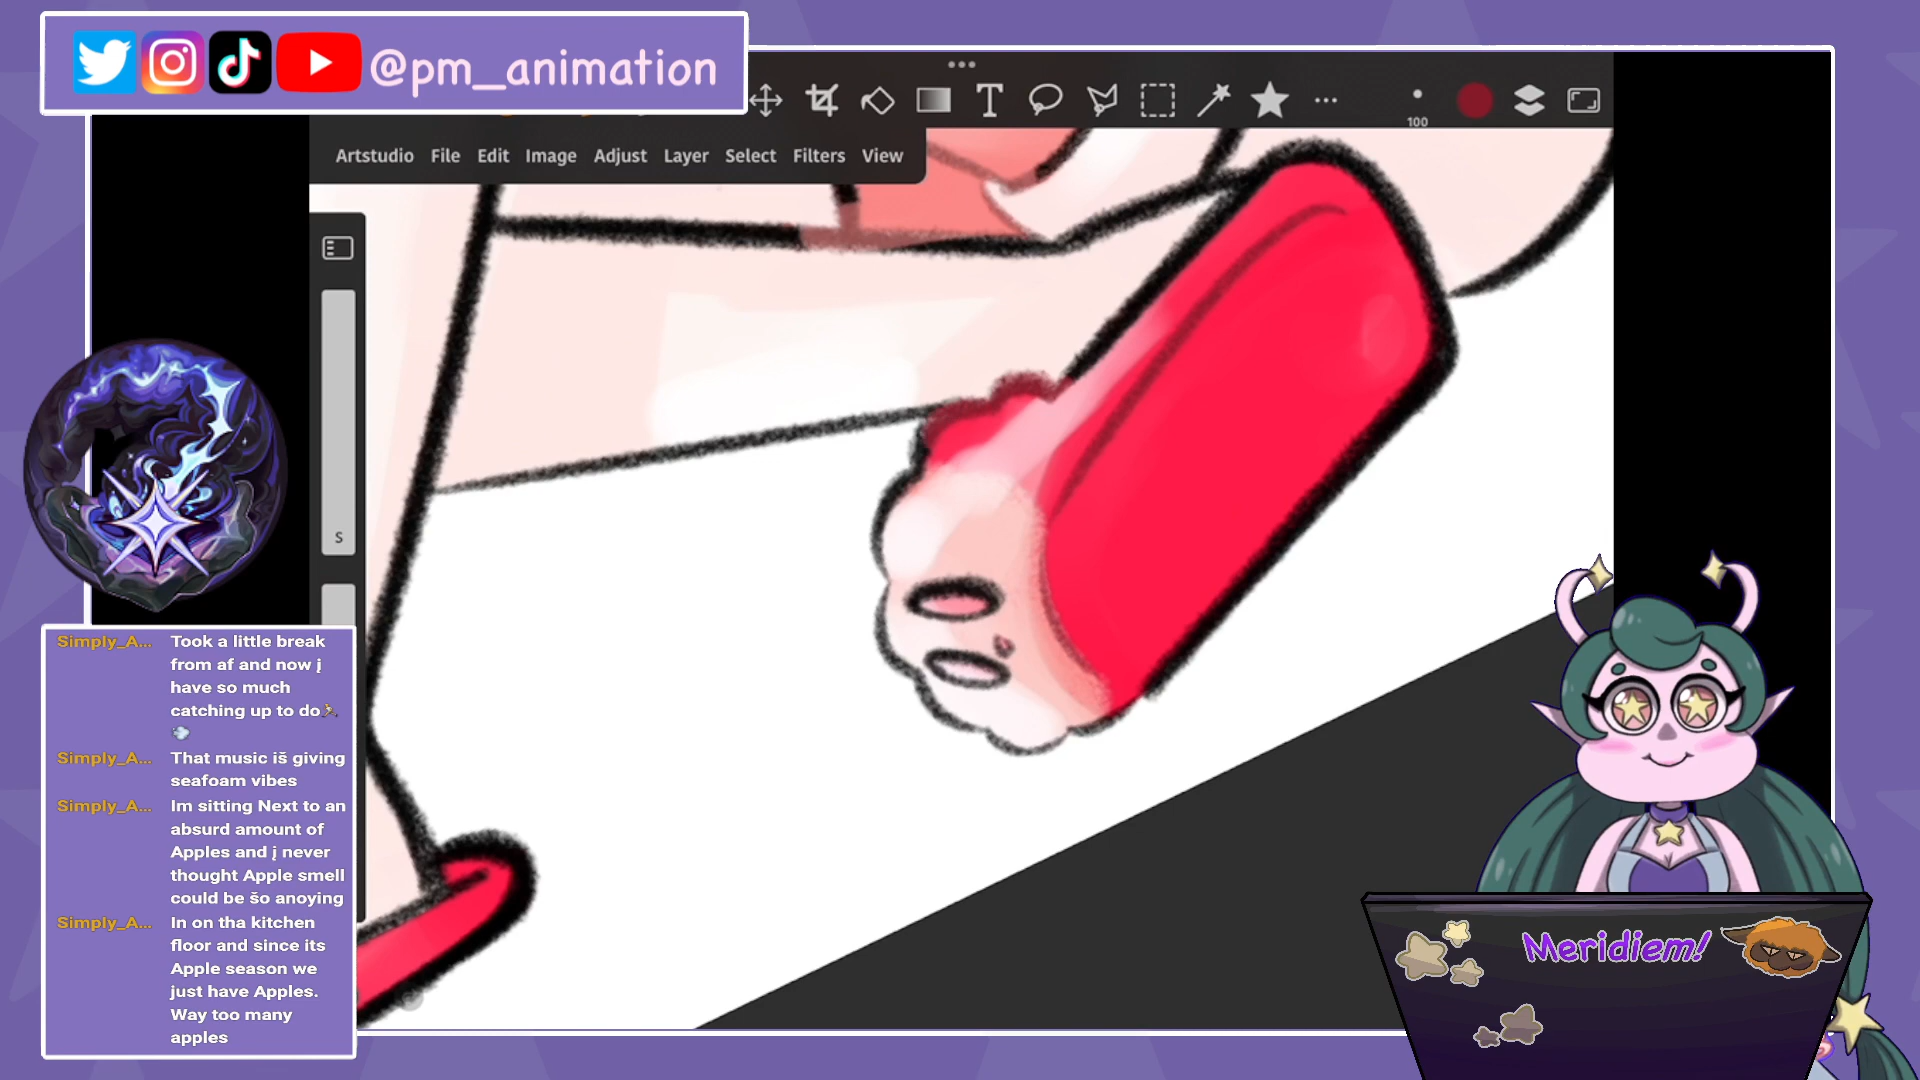 @pm_animation
100
Artstudio File Edit Image Adjust Layer Select Filters View
S
Simply_A... Took a little break
from af and now į
have so much
catching up to do
Simply_A... That music iš giving
seafoam vibes
Simply_A... Im sitting Next to an
absurd amount of
Apples and į never
thought Apple smell
could be šo anoying
Simply_A... In on tha kitchen
floor and since its
Apple season we
just have Apples.
Way too many
apples
Meridiem!